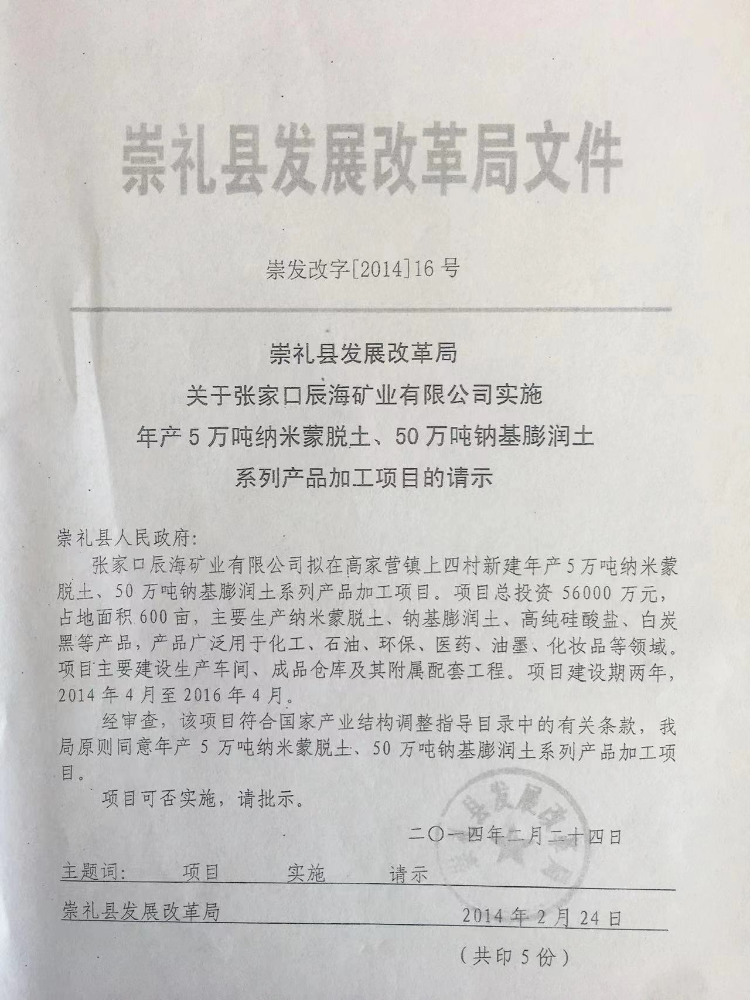 崇礼县发展改革局文件
崇发改字[2014]16号
崇礼县发展改革局
关于张家口辰海矿业有限公司实施
年产5万吨纳米蒙脱土、50万吨钠基膨润土
系列产品加工项目的请示
崇礼县人民政府：
张家口辰海矿业有限公司拟在高家营镇上四村新建年产5万吨纳米蒙
脱土、50万吨钠基膨润土系列产品加工项目。项目总投资56000万元，
占地面积600亩，主要生产纳米蒙脱土、钠基膨润土、高纯硅酸盐、白炭
黑等产品，产品广泛用于化工、石油、环保、医药、油墨、化妆品等领域。
项目主要建设生产车间、成品仓库及其附属配套工程。项目建设期两年，
2014年4月至2016年4月。
经审查，该项目符合国家产业结构调整指导目录中的有关条款，我
局原则同意年产5万吨纳米蒙脱土、50万吨钠基膨润土系列产品加工项
目。
项目可否实施，请批示。
二〇一四年二月二十四日
主题词： 项目 实施 请示
崇礼县发展改革局 2014年2月24日
（共印5份）